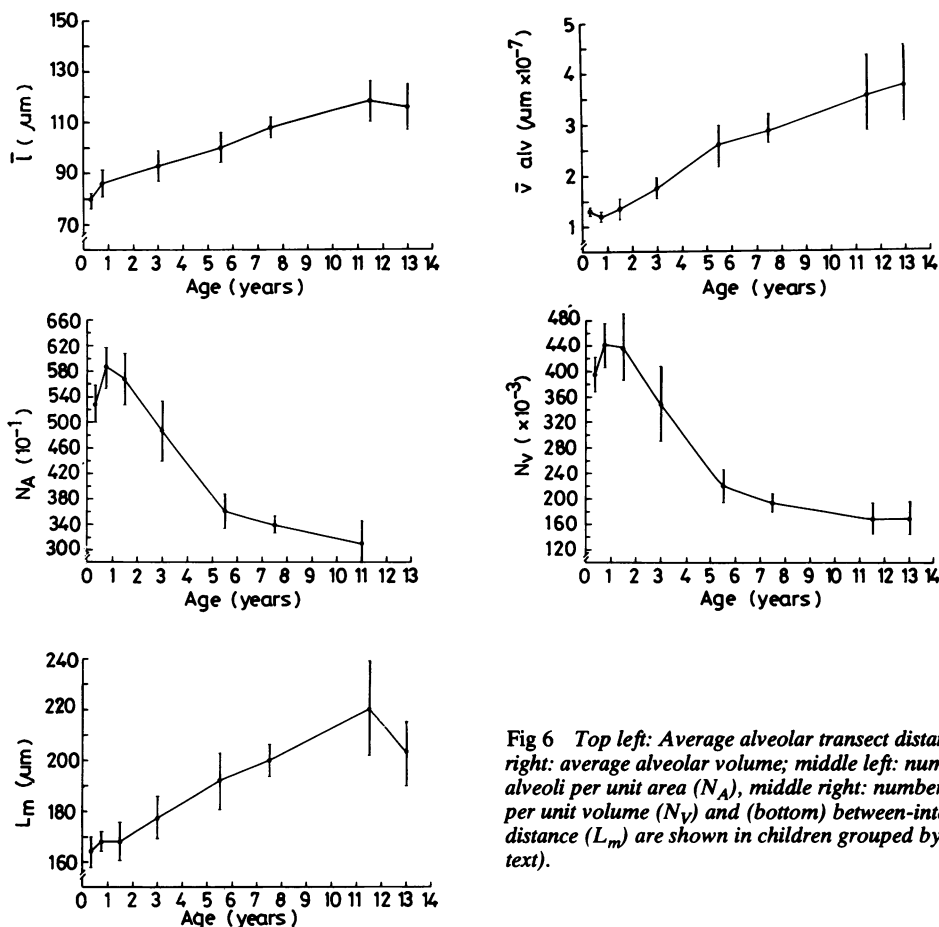 150
130
110
90
70
l̄ (μm)
0 1 2 3 4 5 6 7 8 9 10 11 12 13 14
Age (years)
5
4
3
2
1
v̄ alv (μm ×10⁻⁷)
0 1 2 3 4 5 6 7 8 9 10 11 12 13 14
Age (years)
660
620
580
540
500
460
420
380
340
300
N_A (10⁻¹)
0 1 2 3 4 5 6 7 8 9 10 11 12 13
Age (years)
480
440
400
360
320
280
240
200
160
120
N_V (×10⁻³)
0 1 2 3 4 5 6 7 8 9 10 11 12 13 14
Age (years)
240
220
200
180
160
L_m (μm)
0 1 2 3 4 5 6 7 8 9 10 11 12 13 14
Age (years)
Fig 6 Top left: Average alveolar transect distan
right: average alveolar volume; middle left: num
alveoli per unit area (N_A), middle right: number
per unit volume (N_V) and (bottom) between-int
distance (L_m) are shown in children grouped by
text).